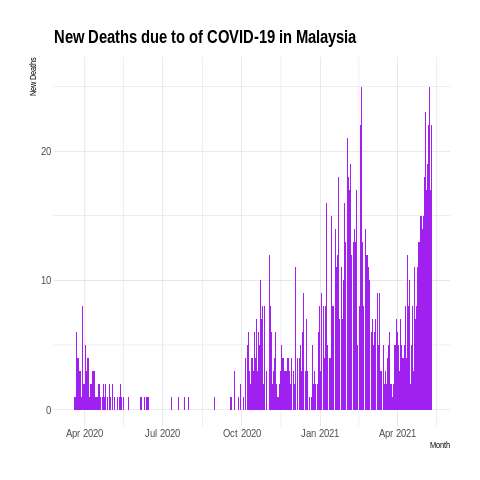 New Deaths due to of COVID-19 in Malaysia
New Deaths
20
10
0
Apr 2020 Jul 2020 Oct 2020 Jan 2021 Apr 2021
Month